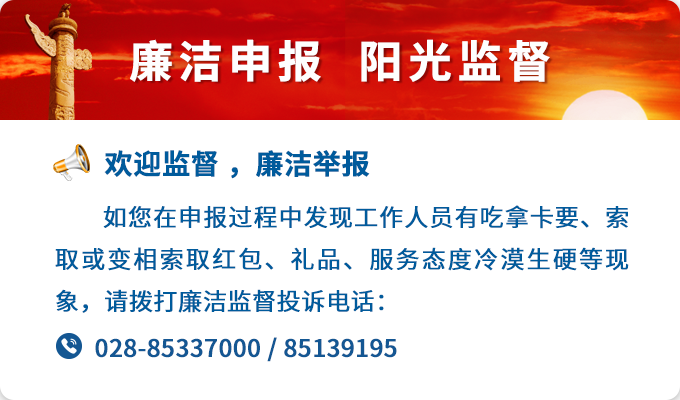 廉洁申报 阳光监督
欢迎监督，廉洁举报
如您在申报过程中发现工作人员有吃拿卡要、索
取或变相索取红包、礼品、服务态度冷漠生硬等现
象，请拨打廉洁监督投诉电话：
028-85337000 / 85139195